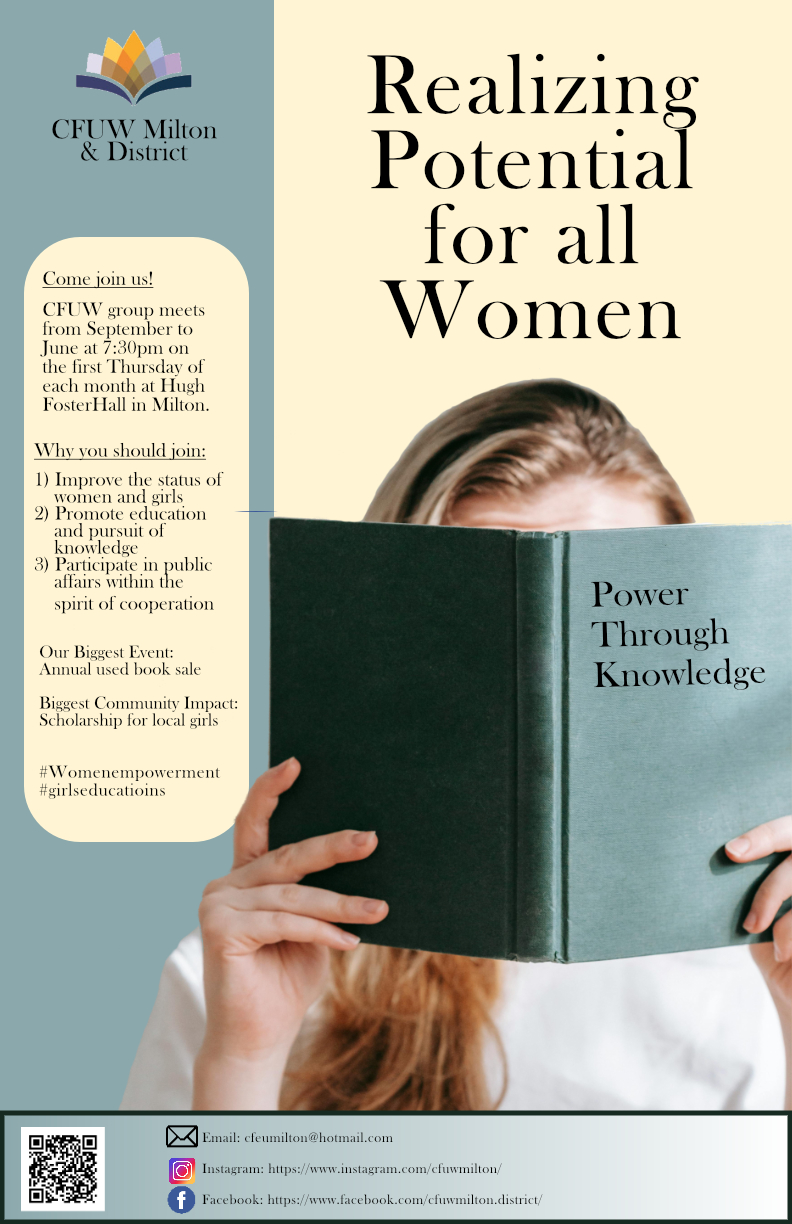 CFUW Milton
& District
Realizing
Potential
for all
Women
Come join us!
CFUW group meets
from September to
June at 7:30pm on
the first Thursday of
each month at Hugh
FosterHall in Milton.
Why you should join:
1) Improve the status of
women and girls
2) Promote education
and pursuit of
knowledge
3) Participate in public
affairs within the
spirit of cooperation
Our Biggest Event:
Annual used book sale
Biggest Community Impact:
Scholarship for local girls
#Womenempowerment
#girlseducatioins
Power
Through
Knowledge
Email: cfeumilton@hotmail.com
Instagram: https://www.instagram.com/cfuwmilton/
Facebook: https://www.facebook.com/cfuwmilton.district/